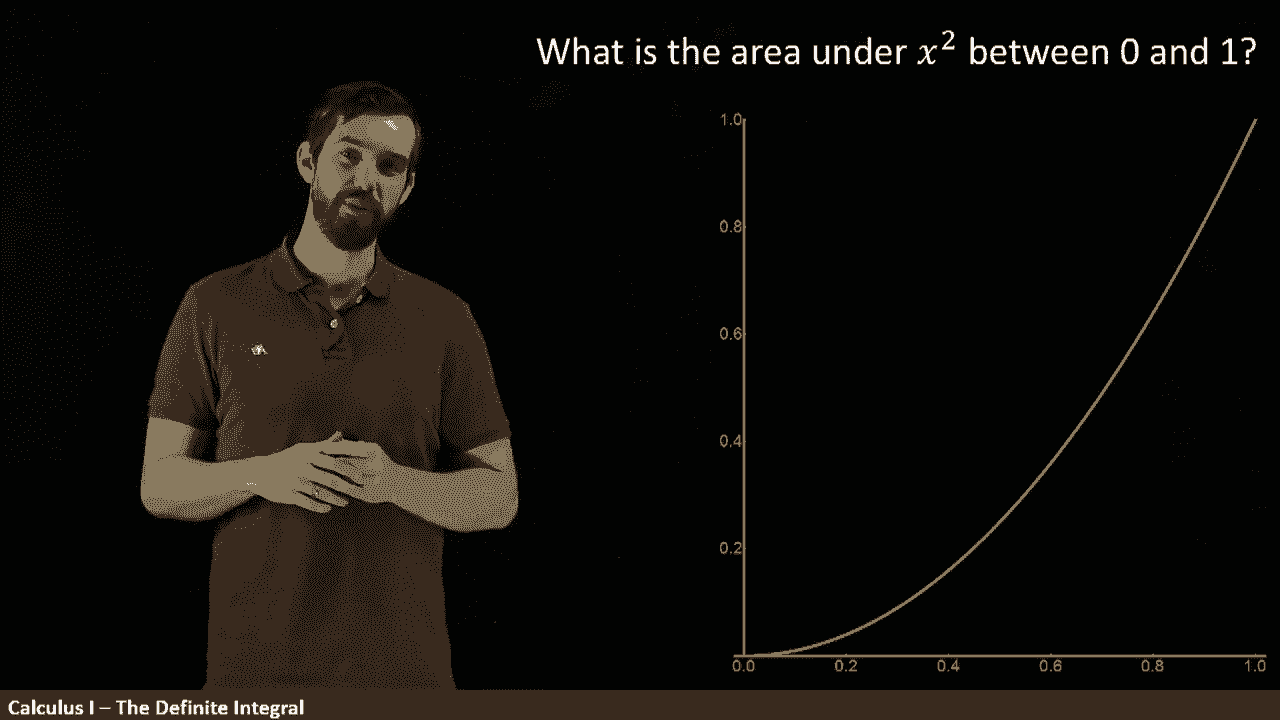 What is the area under x² between 0 and 1?
1.0
0.8
0.6
0.4
0.2
0.0 0.2 0.4 0.6 0.8 1.0
Calculus I – The Definite Integral